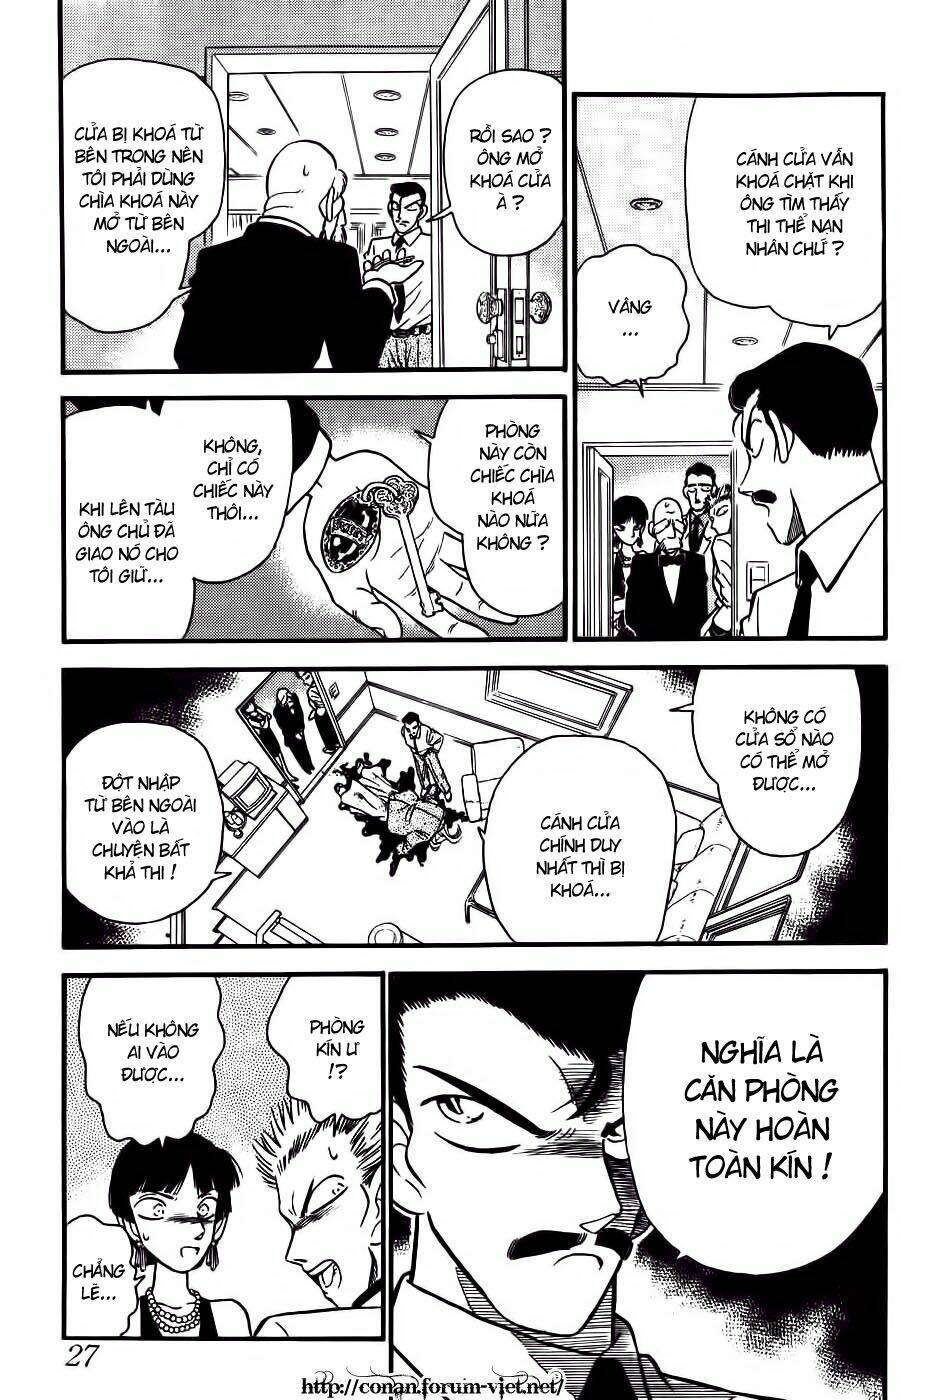 CÁNH CỬA VẪN
KHOÁ CHẶT KHI
ÔNG TÌM THẤY
THI THỂ NẠN
NHÂN CHỨ ?
VÂNG
...
RỒI SAO ?
ÔNG MỞ
KHOÁ CỬA
À ?
CỬA BỊ KHOÁ TỪ
BÊN TRONG NÊN
TÔI PHẢI DÙNG
CHÌA KHOÁ NÀY
MỞ TỪ BÊN
NGOÀI...
PHÒNG
NÀY CÒN
CHIẾC CHÌA
KHOÁ
NÀO NỮA
KHÔNG ?
KHÔNG,
CHỈ CÓ
CHIẾC NÀY
THÔI...
KHI LÊN TÀU
ÔNG CHỦ ĐÃ
GIAO NÓ CHO
TÔI GIỮ...
KHÔNG CÓ
CỬA SỔ NÀO
CÓ THỂ MỞ
ĐƯỢC...
CÁNH CỬA
CHÍNH DUY
NHẤT THÌ BỊ
KHOÁ...
ĐỘT NHẬP
TỪ BÊN NGOÀI
VÀO LÀ
CHUYỆN BẤT
KHẢ THI !
NGHĨA LÀ
CĂN PHÒNG
NÀY HOÀN
TOÀN KÍN !
PHÒNG
KÍN Ư
!?
NẾU KHÔNG
AI VÀO
ĐƯỢC...
CHẲNG
LẼ...
27
http://conan.forum-viet.net/